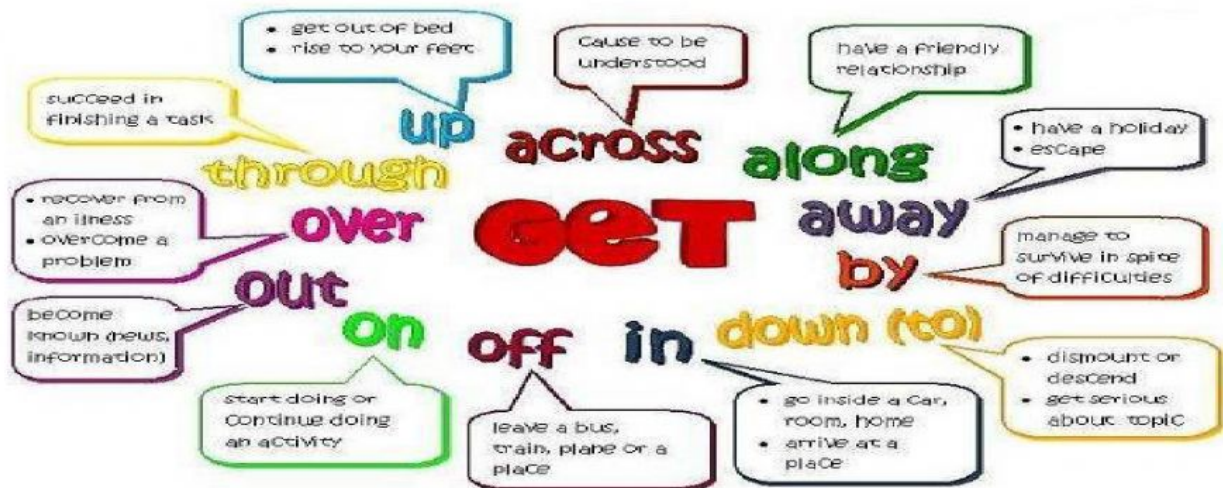 • get out of bed
• rise to your feet
cause to be
understood
have a friendly
relationship
succeed in
finishing a task
up
across
along
• have a holiday
• escape
through
• recover from
an illness
• overcome a
problem
over
GeT
away
by
manage to
survive in spite
of difficulties
out
become
known (news,
information)
on
off
in
down (to)
start doing or
continue doing
an activity
leave a bus,
train, plane or a
place
• go inside a car,
room, home
• arrive at a
place
• dismount or
descend
• get serious
about topic